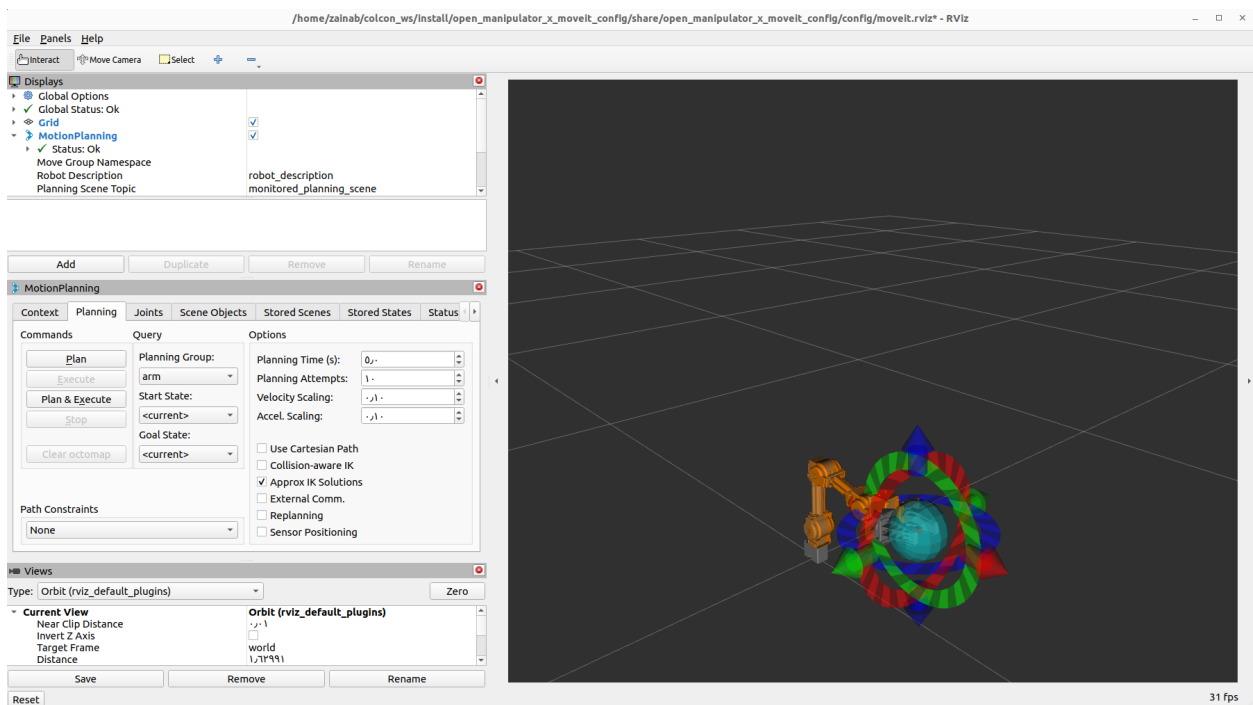 /home/zainab/colcon_ws/install/open_manipulator_x_moveit_config/share/open_manipulator_x_moveit_config/config/moveit.rviz* - RViz
File Panels Help
Interact Move Camera Select
Displays
Global Options
Global Status: Ok
Grid
MotionPlanning
Status: Ok
Move Group Namespace
Robot Description robot_description
Planning Scene Topic monitored_planning_scene
Add Duplicate Remove Rename
MotionPlanning
Context Planning Joints Scene Objects Stored Scenes Stored States Status
Commands Query Options
Plan Planning Group: Planning Time (s): ٥٫٠
Execute arm Planning Attempts: ١٠
Plan & Execute Start State: Velocity Scaling: ٠٫١٠
Stop <current> Accel. Scaling: ٠٫١٠
Goal State:
Clear octomap <current> Use Cartesian Path
Collision-aware IK
Approx IK Solutions
External Comm.
Path Constraints Replanning
None Sensor Positioning
Views
Type: Orbit (rviz_default_plugins) Zero
Current View Orbit (rviz_default_plugins)
Near Clip Distance ٠٫٠١
Invert Z Axis
Target Frame world
Distance ١٫٦٢٩٩١
Save Remove Rename
Reset 31 fps